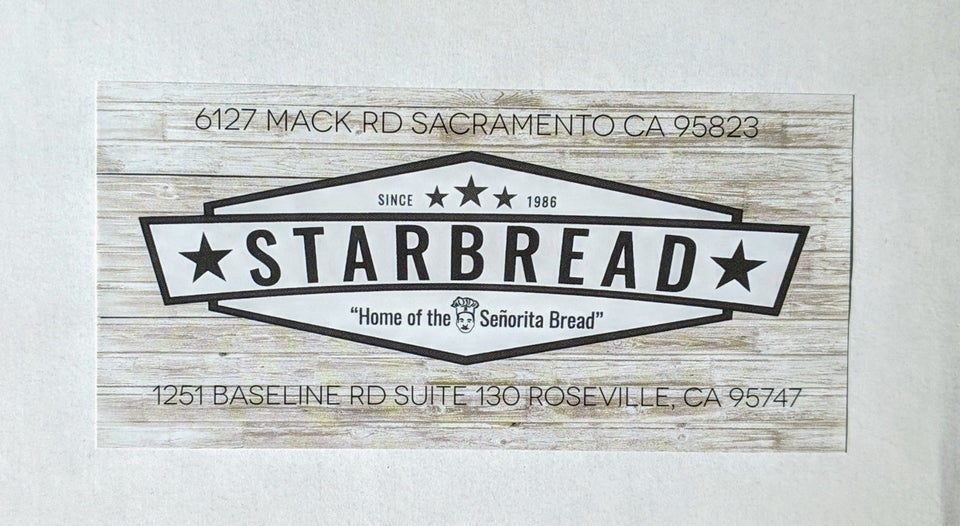 6127 MACK RD SACRAMENTO CA 95823
SINCE 1986
STARBREAD
“Home of the Señorita Bread”
1251 BASELINE RD SUITE 130 ROSEVILLE, CA 95747